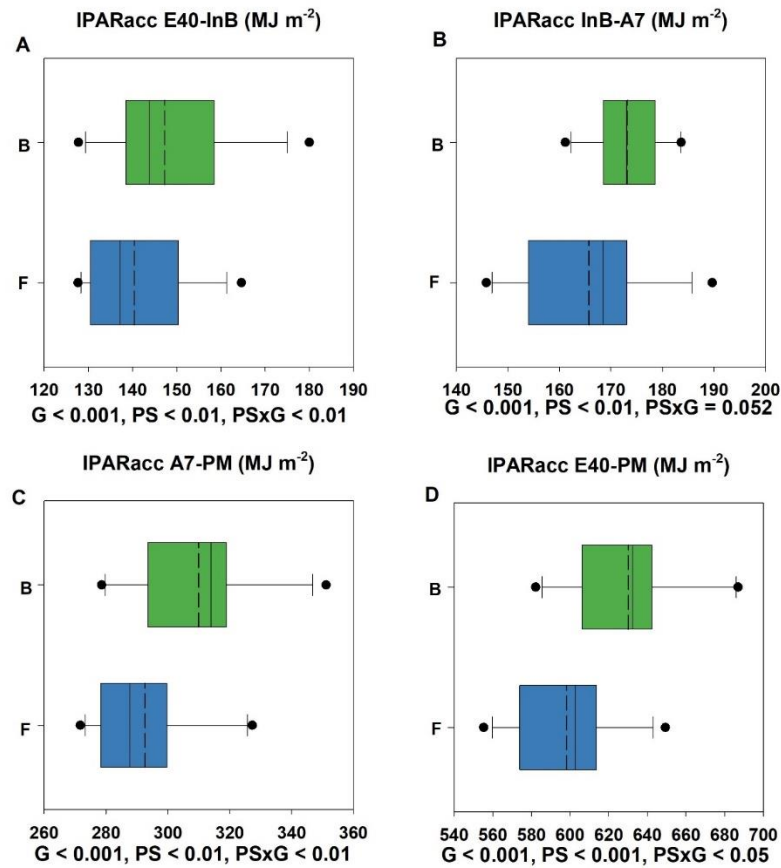 IPARacc E40-InB (MJ m⁻²)
A
B
F
120 130 140 150 160 170 180 190
G < 0.001, PS < 0.01, PSxG < 0.01
IPARacc InB-A7 (MJ m⁻²)
B
B
F
140 150 160 170 180 190 200
G < 0.001, PS < 0.01, PSxG = 0.052
IPARacc A7-PM (MJ m⁻²)
C
B
F
260 280 300 320 340 360
G < 0.001, PS < 0.01, PSxG < 0.01
IPARacc E40-PM (MJ m⁻²)
D
B
F
540 560 580 600 620 640 660 680 700
G < 0.001, PS < 0.001, PSxG < 0.05